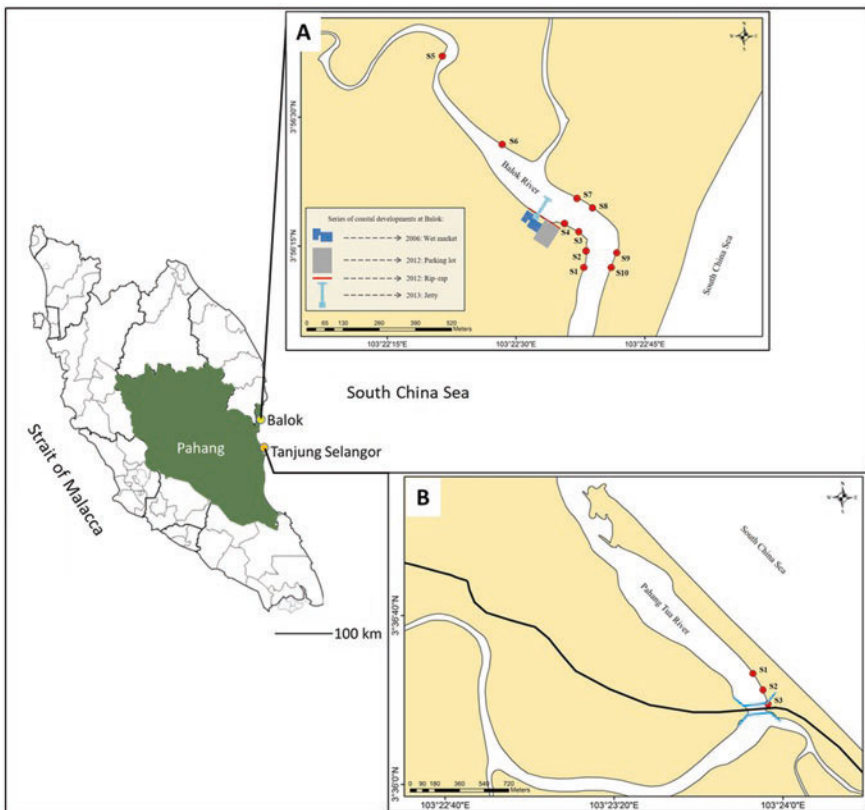 A
N
W
E
S
S5
3°56'30"N
S6
Balok River
S7
S8
Series of coastal developments at Balok:
2006: Wet market
2012: Parking lot
2012: Rip-rap
2013: Jetty
S4
S3
S2
S1
S9
S10
3°56'15"N
South China Sea
0 65 130 260 390 520
Meters
103°22'15"E 103°22'30"E 103°22'45"E
South China Sea
Balok
Pahang
Tanjung Selangor
Strait of Malacca
100 km
B
N
W
E
S
South China Sea
3°36'40"N
Pahang Tua River
S1
S2
S3
0 90 180 360 540 720
Meters
3°36'0"N
103°22'40"E 103°23'20"E 103°24'0"E